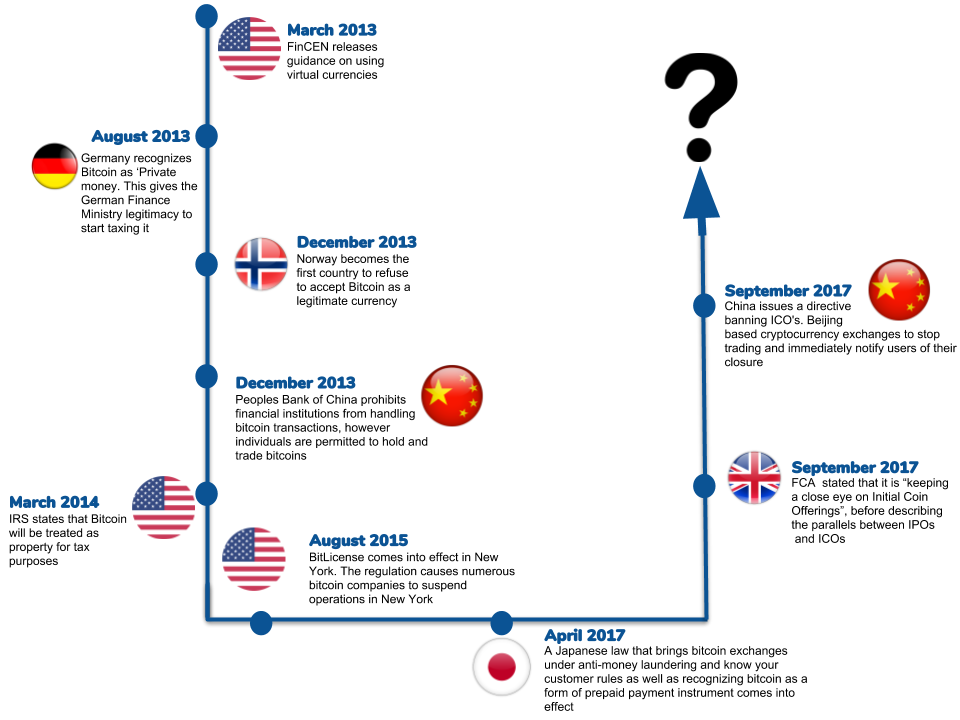 March 2013
FinCEN releases
guidance on using
virtual currencies
August 2013
Germany recognizes
Bitcoin as ‘Private
money. This gives the
German Finance
Ministry legitimacy to
start taxing it
December 2013
Norway becomes the
first country to refuse
to accept Bitcoin as a
legitimate currency
December 2013
Peoples Bank of China prohibits
financial institutions from handling
bitcoin transactions, however
individuals are permitted to hold and
trade bitcoins
March 2014
IRS states that Bitcoin
will be treated as
property for tax
purposes
August 2015
BitLicense comes into effect in New
York. The regulation causes numerous
bitcoin companies to suspend
operations in New York
April 2017
A Japanese law that brings bitcoin exchanges
under anti-money laundering and know your
customer rules as well as recognizing bitcoin as a
form of prepaid payment instrument comes into
effect
September 2017
FCA stated that it is “keeping
a close eye on Initial Coin
Offerings”, before describing
the parallels between IPOs
and ICOs
September 2017
China issues a directive
banning ICO's. Beijing
based cryptocurrency exchanges to stop
trading and immediately notify users of their
closure
?